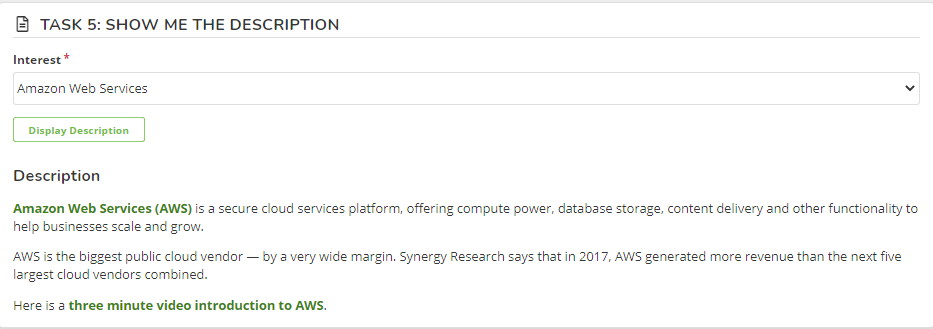 TASK 5: SHOW ME THE DESCRIPTION
Interest *
Amazon Web Services
Display Description
Description
Amazon Web Services (AWS) is a secure cloud services platform, offering compute power, database storage, content delivery and other functionality to
help businesses scale and grow.
AWS is the biggest public cloud vendor — by a very wide margin. Synergy Research says that in 2017, AWS generated more revenue than the next five
largest cloud vendors combined.
Here is a three minute video introduction to AWS.